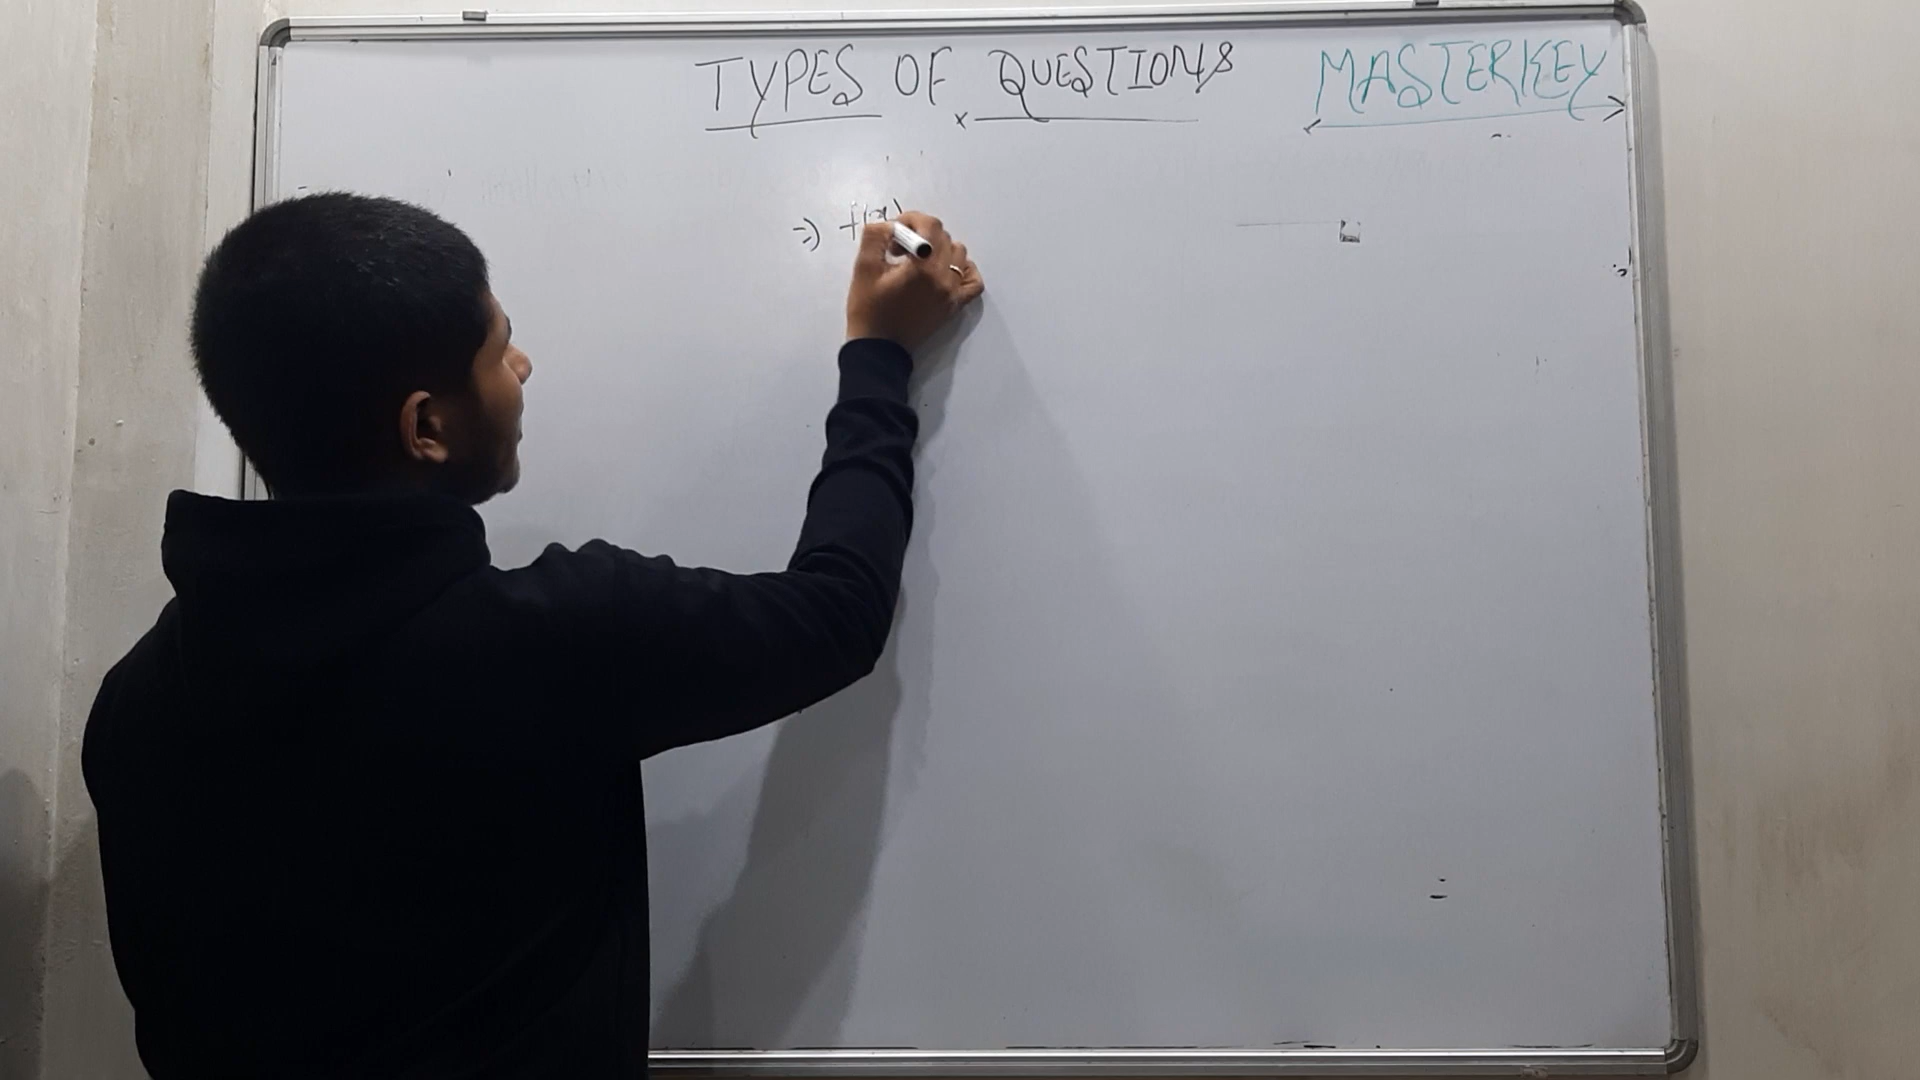 TYPES OF QUESTIONS MASTERKEY
=) f(x)